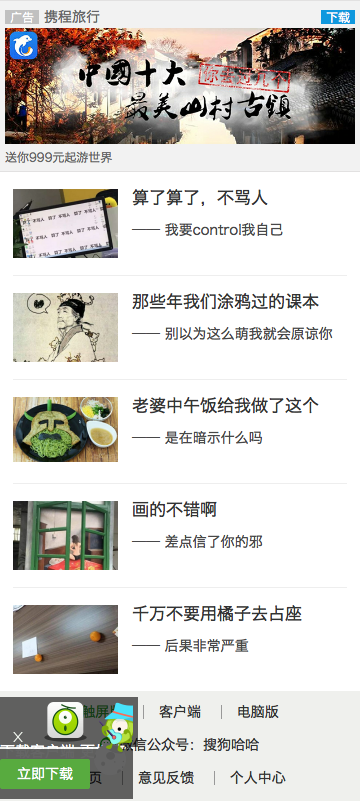 广告 携程旅行 下载
中國十大 你去过几个
最美山村古鎮
送你999元起游世界
算了算了，不骂人
—— 我要control我自己
那些年我们涂鸦过的课本
—— 别以为这么萌我就会原谅你
老婆中午饭给我做了这个
—— 是在暗示什么吗
画的不错啊
—— 差点信了你的邪
千万不要用橘子去占座
—— 后果非常严重
触屏 | 客户端 | 电脑版
X 微信公众号：搜狗哈哈
立即下载 页 | 意见反馈 | 个人中心